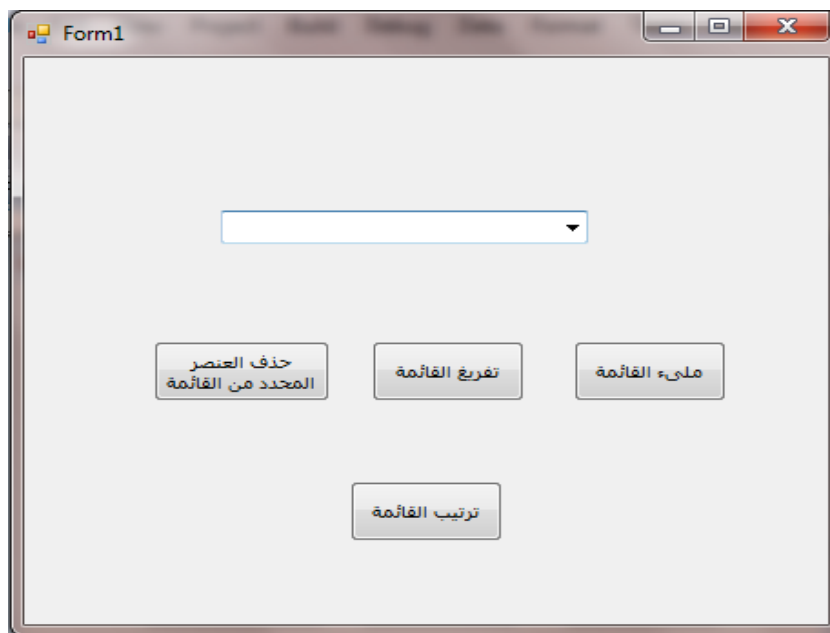 Form1
ملىء القائمة
تفريغ القائمة
حذف العنصر
المحدد من القائمة
ترتيب القائمة